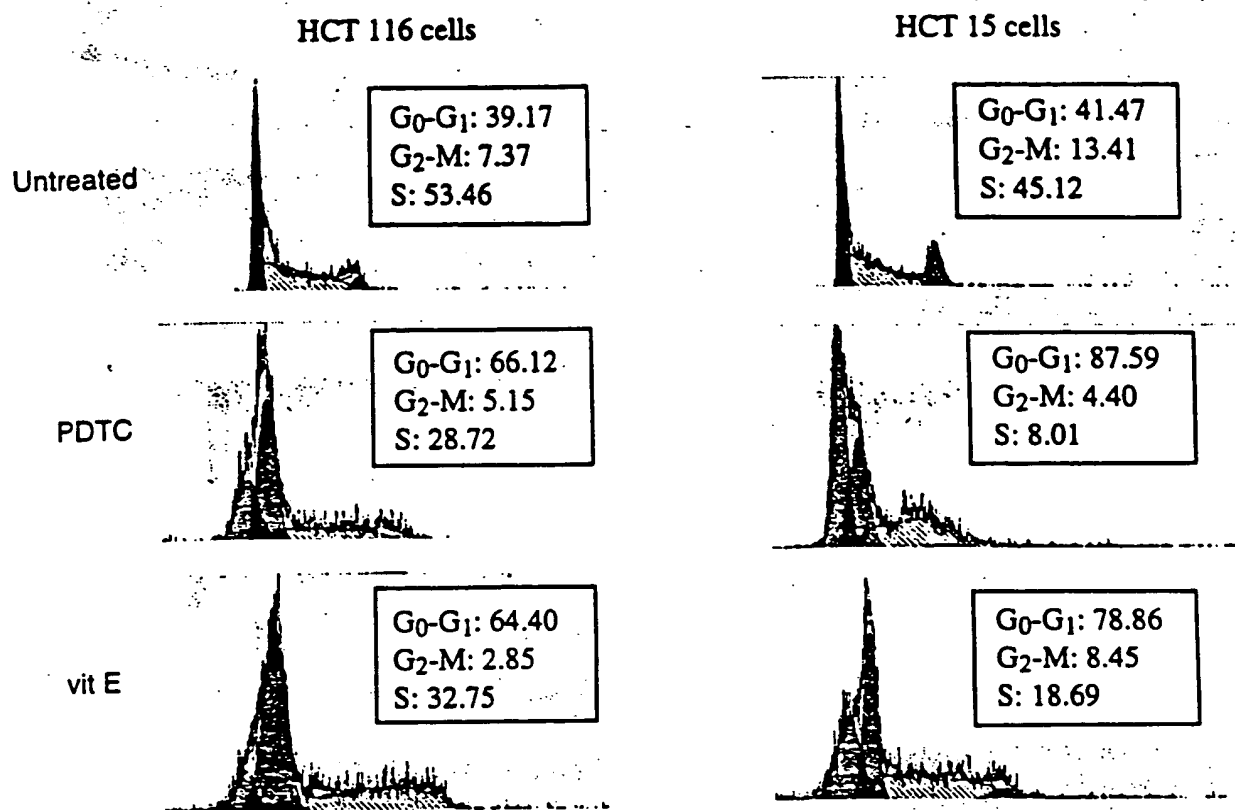 HCT 116 cells
HCT 15 cells
Untreated
G0-G1: 39.17
G2-M: 7.37
S: 53.46
G0-G1: 41.47
G2-M: 13.41
S: 45.12
PDTC
G0-G1: 66.12
G2-M: 5.15
S: 28.72
G0-G1: 87.59
G2-M: 4.40
S: 8.01
vit E
G0-G1: 64.40
G2-M: 2.85
S: 32.75
G0-G1: 78.86
G2-M: 8.45
S: 18.69